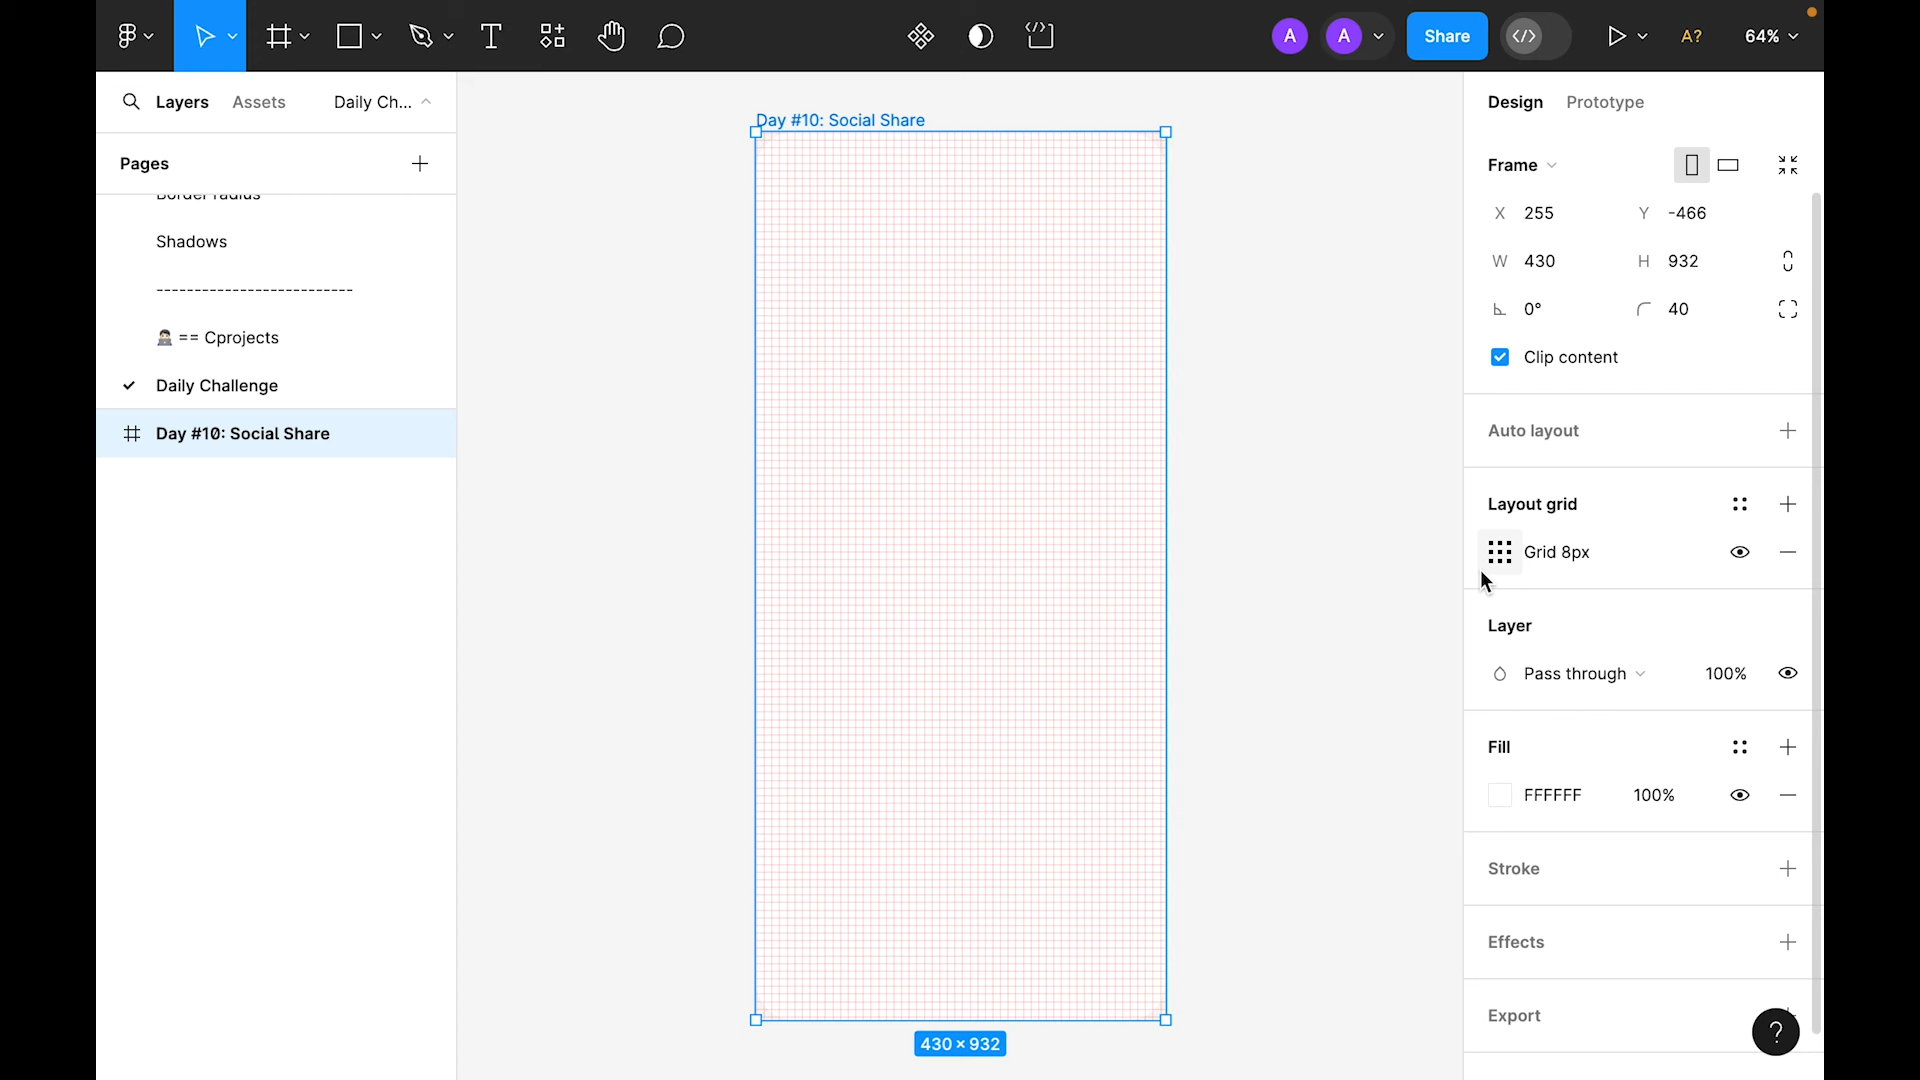 A
A
Share
A?
64%
Layers
Assets
Daily Ch...
Pages
Border radius
Shadows
--------------------------
== Cprojects
Daily Challenge
Day #10: Social Share
Day #10: Social Share
430 × 932
Design
Prototype
Frame
X 255
Y -466
W 430
H 932
0°
40
Clip content
Auto layout
Layout grid
Grid 8px
Layer
Pass through
100%
Fill
FFFFFF
100%
Stroke
Effects
Export
?